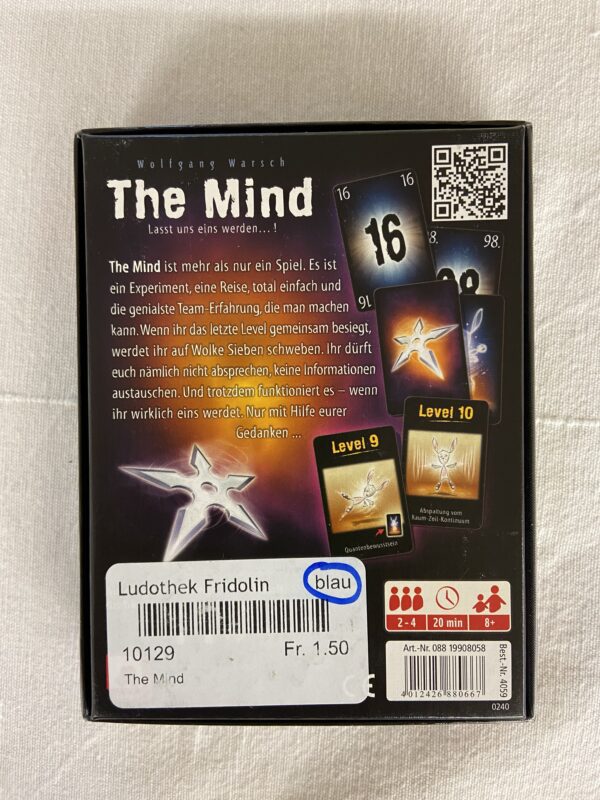 Wolfgang Warsch
The Mind
Lasst uns eins werden...!
The Mind ist mehr als nur ein Spiel. Es ist
ein Experiment, eine Reise, total einfach und
die genialste Team-Erfahrung, die man machen
kann. Wenn ihr das letzte Level gemeinsam besiegt,
werdet ihr auf Wolke Sieben schweben. Ihr dürft
euch nämlich nicht absprechen, keine Informationen
austauschen. Und trotzdem funktioniert es – wenn
ihr wirklich eins werdet. Nur mit Hilfe eurer
Gedanken ...
16
16
16
16
98.
98.
98
Level 9
Quantenbewusstsein
Level 10
Abspaltung vom
Raum-Zeit-Kontinuum
Ludothek Fridolin
blau
10129
Fr. 1.50
The Mind
CE
2 - 4
20 min
8+
Art.-Nr. 088 19908058
4 012426 880667
Best.-Nr. 4059
0240